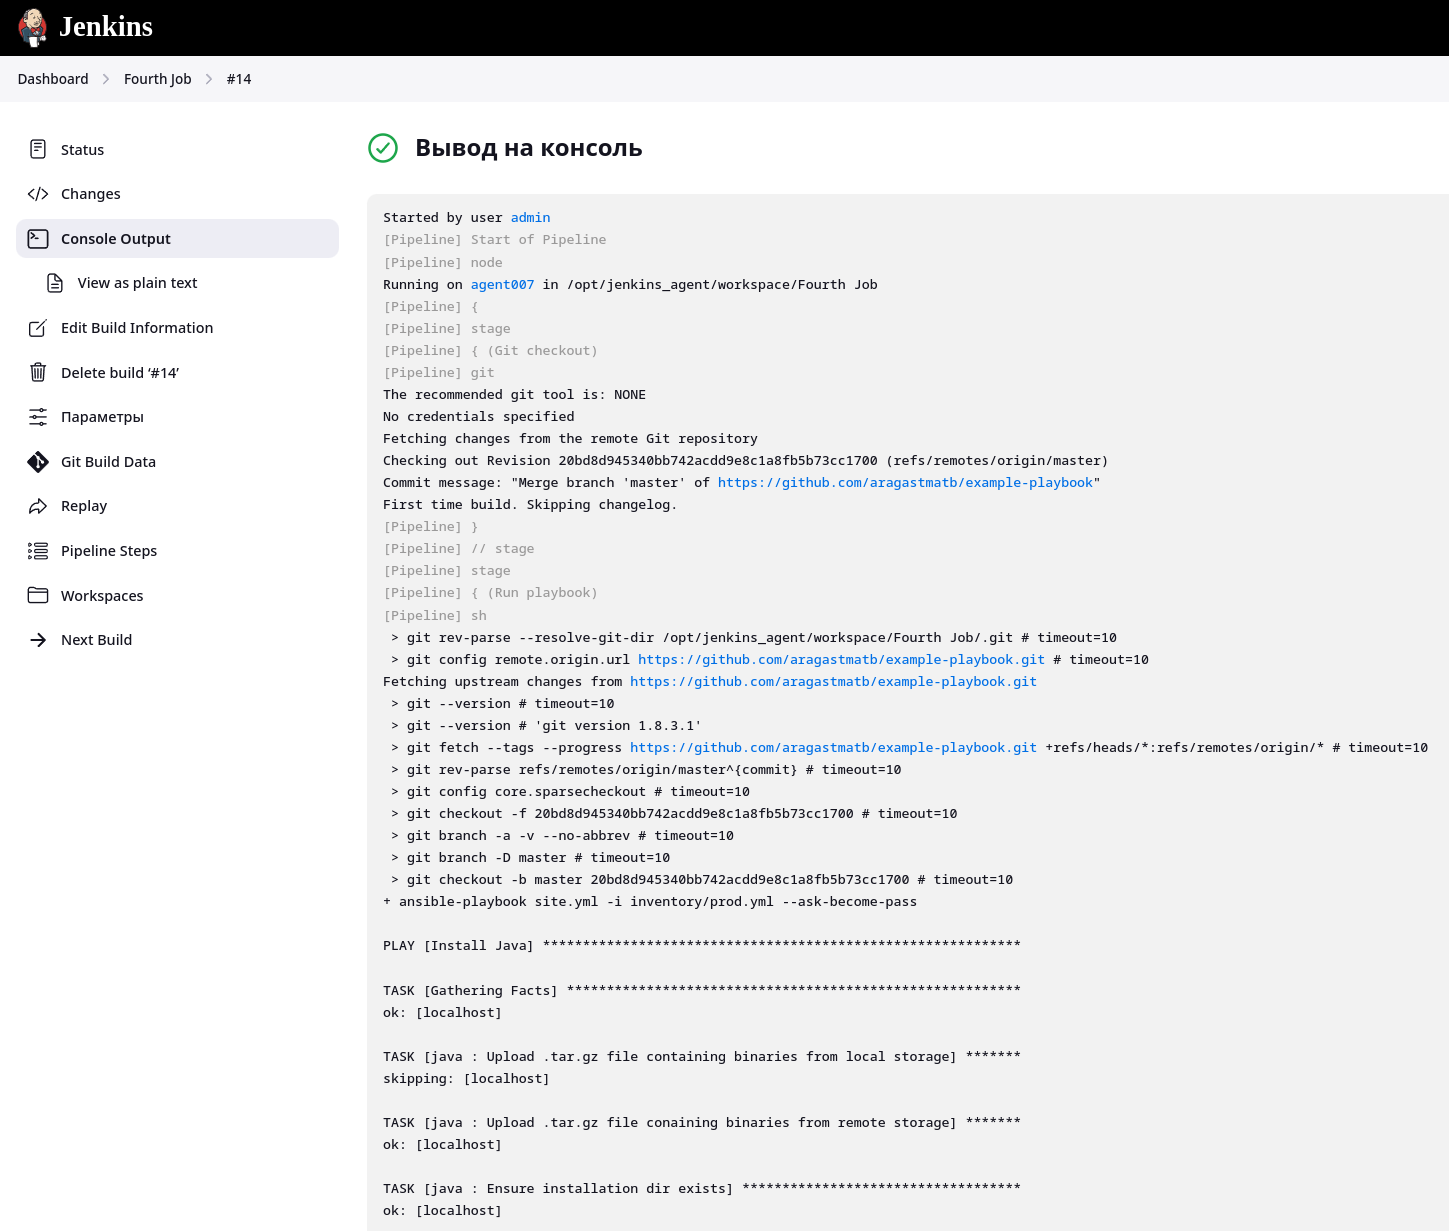 Jenkins
Dashboard
Fourth Job
#14
Status
Changes
Console Output
View as plain text
Edit Build Information
Delete build ‘#14’
Параметры
Git Build Data
Replay
Pipeline Steps
Workspaces
Next Build
Вывод на консоль
Started by user admin
[Pipeline] Start of Pipeline
[Pipeline] node
Running on agent007 in /opt/jenkins_agent/workspace/Fourth Job
[Pipeline] {
[Pipeline] stage
[Pipeline] { (Git checkout)
[Pipeline] git
The recommended git tool is: NONE
No credentials specified
Fetching changes from the remote Git repository
Checking out Revision 20bd8d945340bb742acdd9e8c1a8fb5b73cc1700 (refs/remotes/origin/master)
Commit message: "Merge branch 'master' of https://github.com/aragastmatb/example-playbook"
First time build. Skipping changelog.
[Pipeline] }
[Pipeline] // stage
[Pipeline] stage
[Pipeline] { (Run playbook)
[Pipeline] sh
 > git rev-parse --resolve-git-dir /opt/jenkins_agent/workspace/Fourth Job/.git # timeout=10
 > git config remote.origin.url https://github.com/aragastmatb/example-playbook.git # timeout=10
Fetching upstream changes from https://github.com/aragastmatb/example-playbook.git
 > git --version # timeout=10
 > git --version # 'git version 1.8.3.1'
 > git fetch --tags --progress https://github.com/aragastmatb/example-playbook.git +refs/heads/*:refs/remotes/origin/* # timeout=10
 > git rev-parse refs/remotes/origin/master^{commit} # timeout=10
 > git config core.sparsecheckout # timeout=10
 > git checkout -f 20bd8d945340bb742acdd9e8c1a8fb5b73cc1700 # timeout=10
 > git branch -a -v --no-abbrev # timeout=10
 > git branch -D master # timeout=10
 > git checkout -b master 20bd8d945340bb742acdd9e8c1a8fb5b73cc1700 # timeout=10
+ ansible-playbook site.yml -i inventory/prod.yml --ask-become-pass
PLAY [Install Java] ************************************************************
TASK [Gathering Facts] *********************************************************
ok: [localhost]
TASK [java : Upload .tar.gz file containing binaries from local storage] *******
skipping: [localhost]
TASK [java : Upload .tar.gz file conaining binaries from remote storage] *******
ok: [localhost]
TASK [java : Ensure installation dir exists] ***********************************
ok: [localhost]